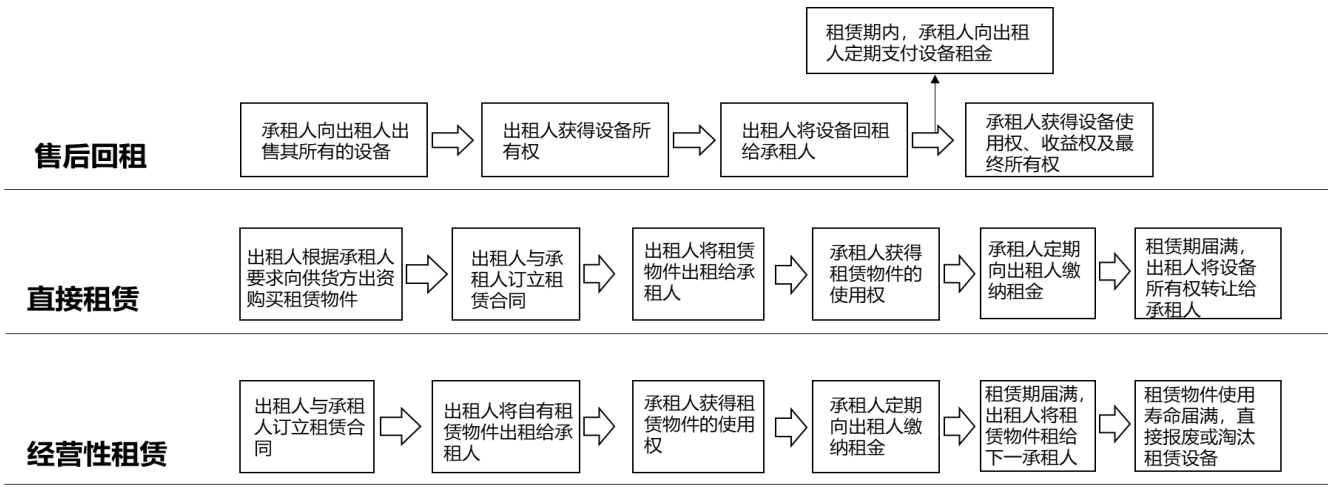 租赁期内，承租人向出租
人定期支付设备租金
售后回租
承租人向出租人出
售其所有的设备
出租人获得设备所
有权
出租人将设备回租
给承租人
承租人获得设备使
用权、收益权及最
终所有权
直接租赁
出租人根据承租人
要求向供货方出资
购买租赁物件
出租人与承
租人订立租
赁合同
出租人将租赁
物件出租给承
租人
承租人获得
租赁物件的
使用权
承租人定期
向出租人缴
纳租金
租赁期届满，
出租人将设备
所有权转让给
承租人
经营性租赁
出租人与承租
人订立租赁合
同
出租人将自有租
赁物件出租给承
租人
承租人获得租
赁物件的使用
权
承租人定期
向出租人缴
纳租金
租赁期届满，
出租人将租
赁物件租给
下一承租人
租赁物件使用
寿命届满，直
接报废或淘汰
租赁设备